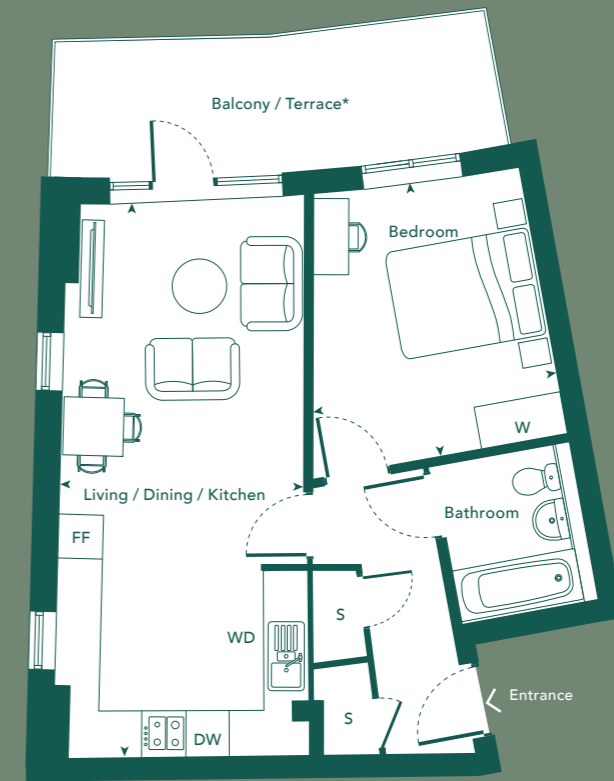 Balcony / Terrace*
Bedroom
W
Living / Dining / Kitchen
Bathroom
FF
S
WD
S
DW
Entrance